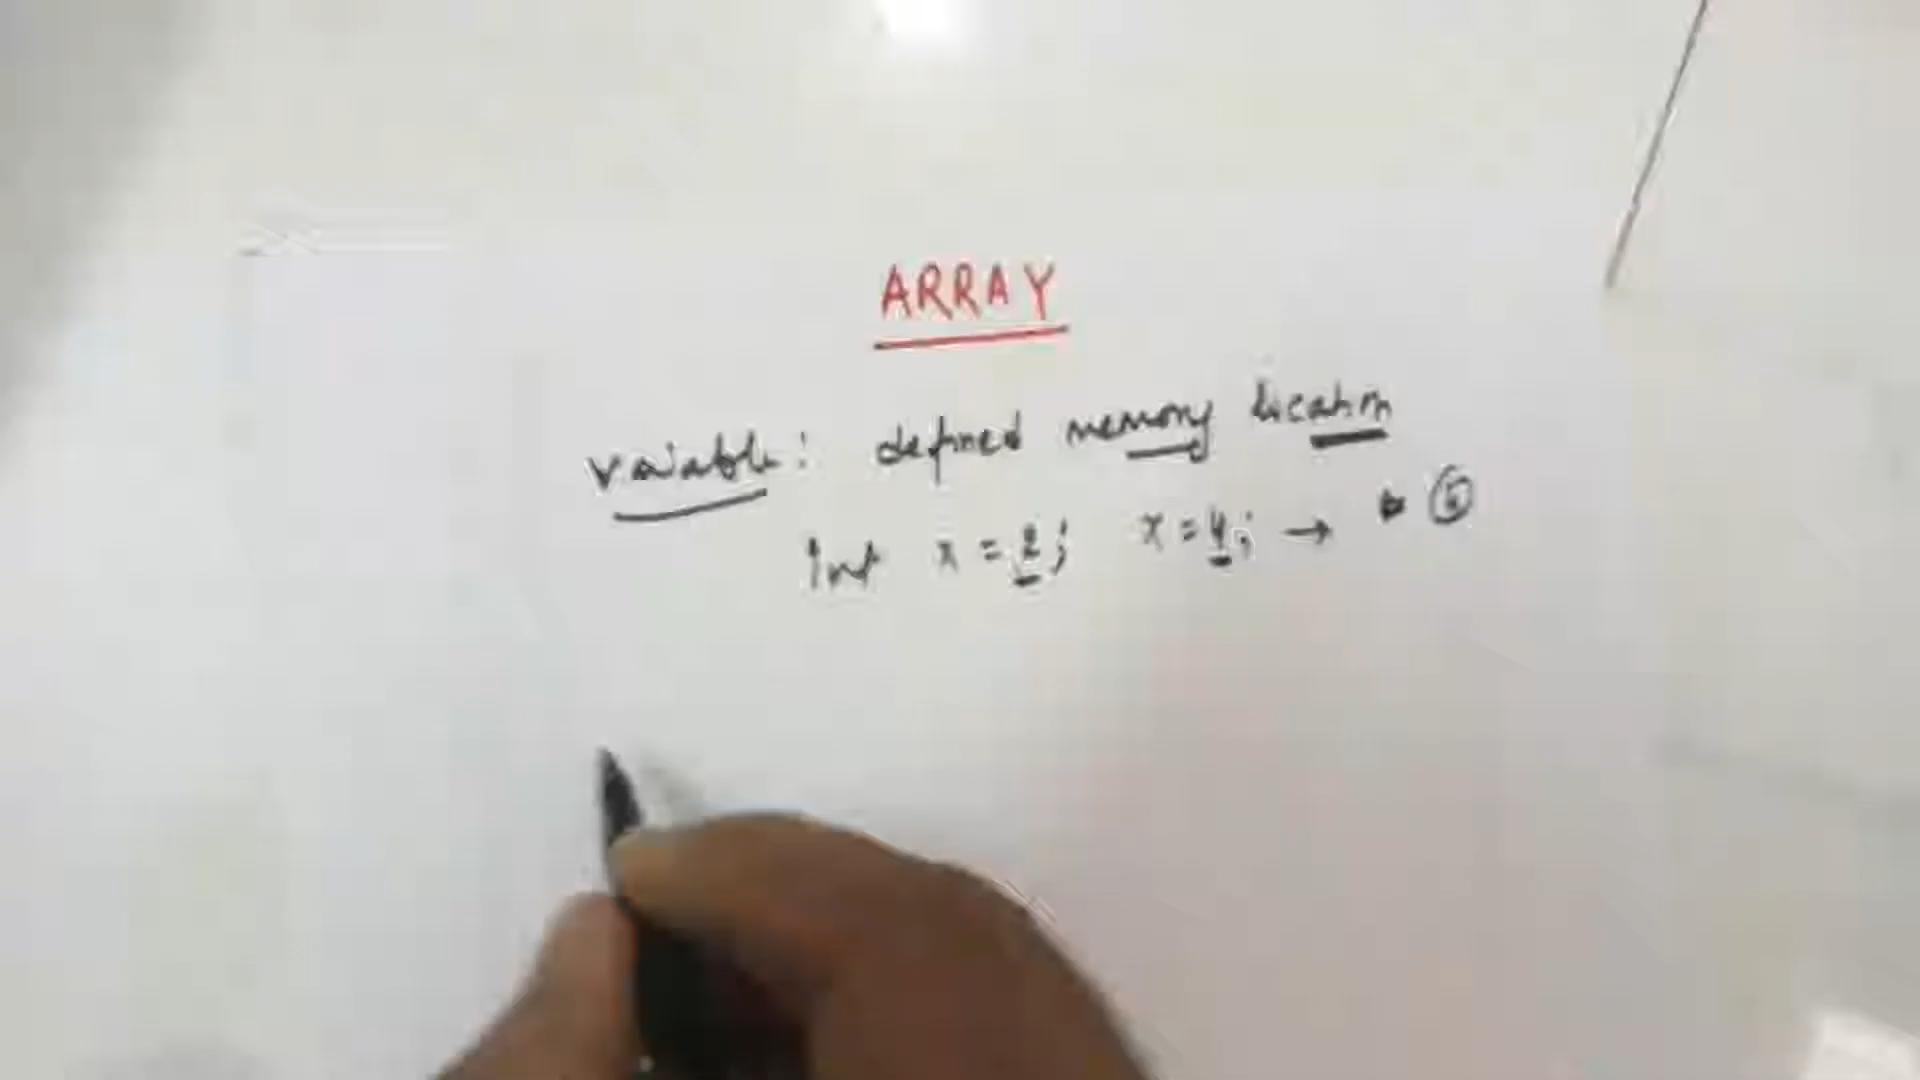 ARRAY
variable: defined memory location
int x = 2; x = 4; →